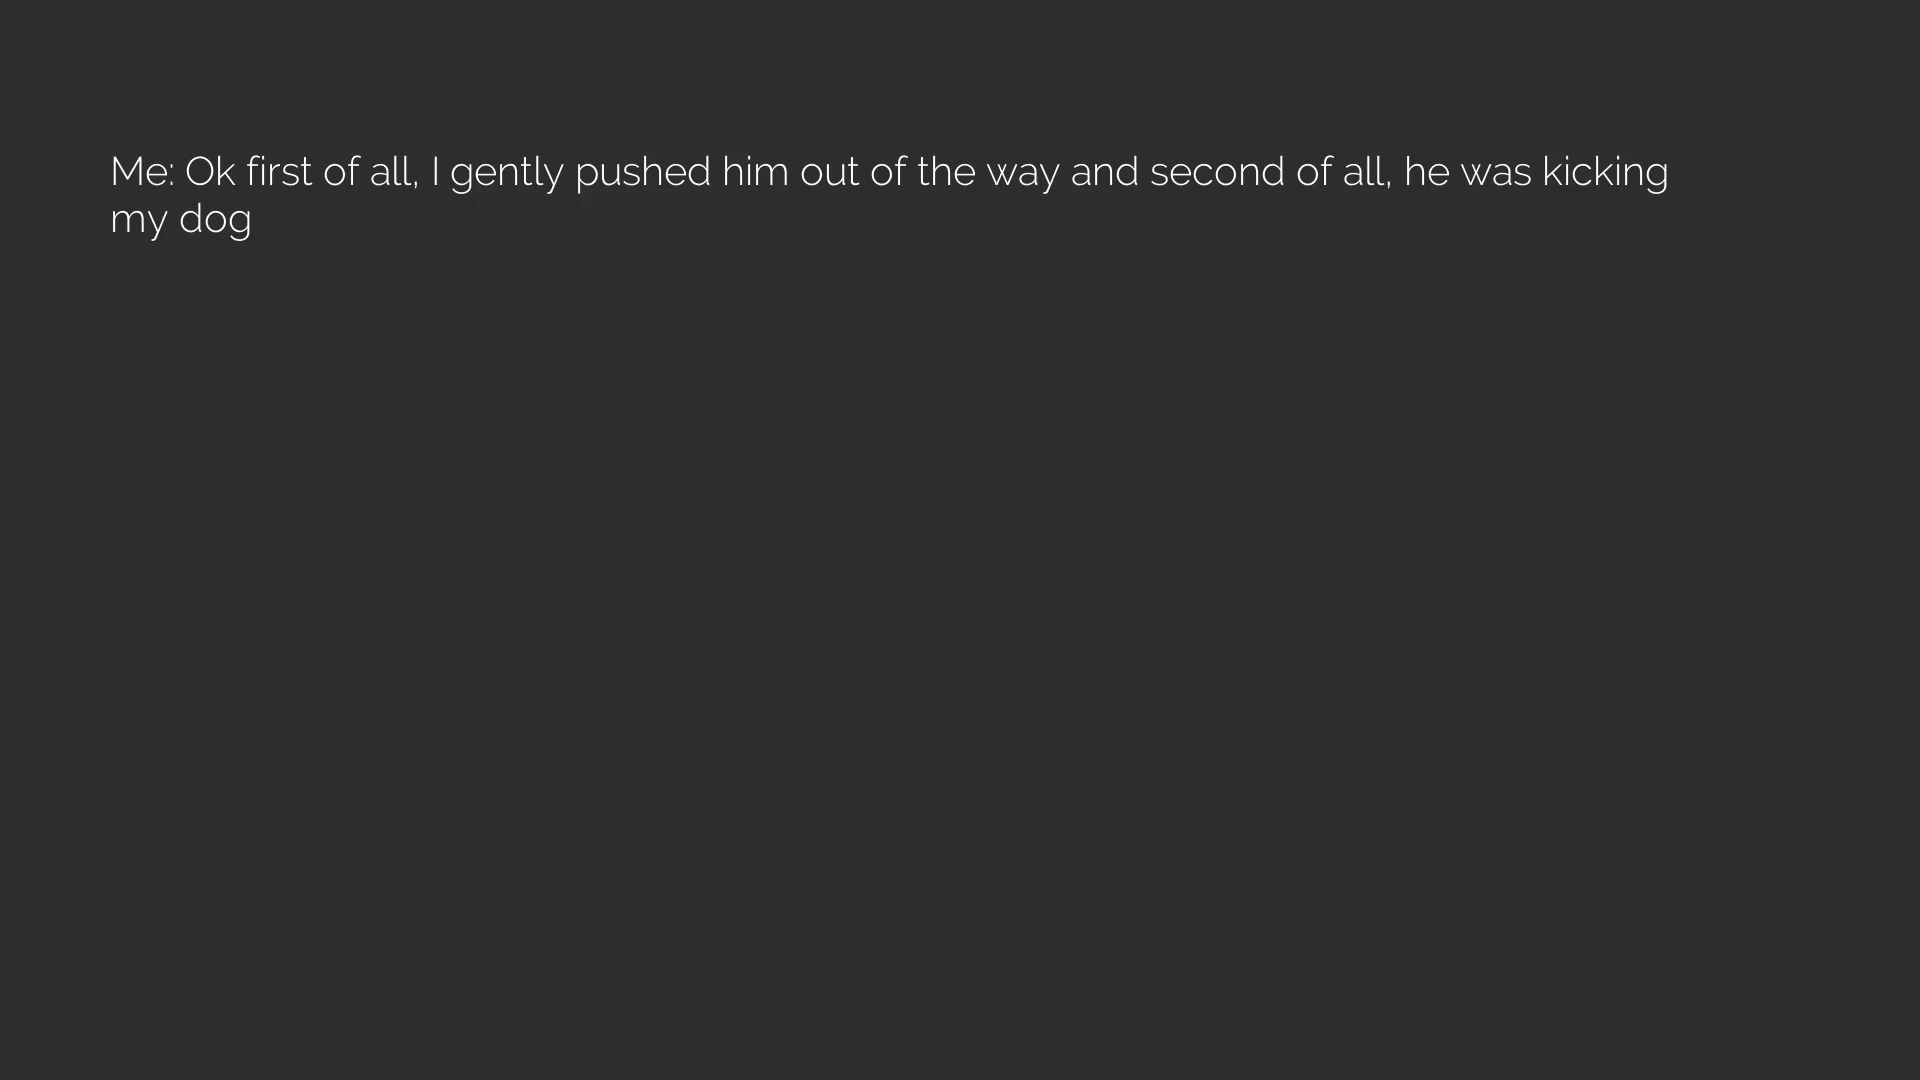 Me: Ok first of all, I gently pushed him out of the way and second of all, he was kicking
my dog